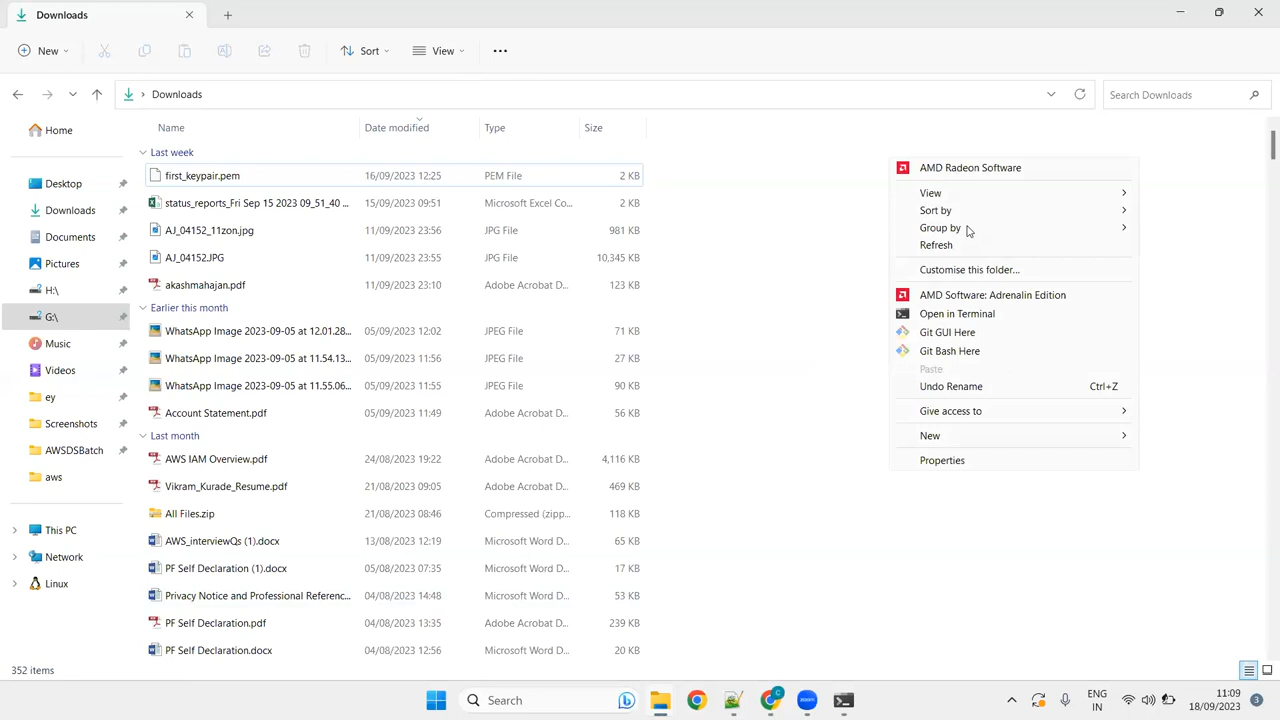 Downloads
New
Sort
View
Downloads
Search Downloads
Name Date modified Type Size
Home
Desktop
Downloads
Documents
Pictures
H:\
G:\
Music
Videos
ey
Screenshots
AWSDSBatch
aws
This PC
Network
Linux
Last week
first_keypair.pem 16/09/2023 12:25 PEM File 2 KB
status_reports_Fri Sep 15 2023 09_51_40 ... 15/09/2023 09:51 Microsoft Excel Co... 2 KB
AJ_04152_11zon.jpg 11/09/2023 23:56 JPG File 981 KB
AJ_04152.JPG 11/09/2023 23:55 JPG File 10,345 KB
akashmahajan.pdf 11/09/2023 23:10 Adobe Acrobat D... 123 KB
Earlier this month
WhatsApp Image 2023-09-05 at 12.01.28... 05/09/2023 12:02 JPEG File 71 KB
WhatsApp Image 2023-09-05 at 11.54.13... 05/09/2023 11:56 JPEG File 27 KB
WhatsApp Image 2023-09-05 at 11.55.06... 05/09/2023 11:55 JPEG File 90 KB
Account Statement.pdf 05/09/2023 11:49 Adobe Acrobat D... 56 KB
Last month
AWS IAM Overview.pdf 24/08/2023 19:22 Adobe Acrobat D... 4,116 KB
Vikram_Kurade_Resume.pdf 21/08/2023 09:05 Adobe Acrobat D... 469 KB
All Files.zip 21/08/2023 08:46 Compressed (zipp... 118 KB
AWS_interviewQs (1).docx 13/08/2023 12:19 Microsoft Word D... 65 KB
PF Self Declaration (1).docx 05/08/2023 07:35 Microsoft Word D... 17 KB
Privacy Notice and Professional Referenc... 04/08/2023 14:48 Microsoft Word D... 53 KB
PF Self Declaration.pdf 04/08/2023 13:35 Adobe Acrobat D... 239 KB
PF Self Declaration.docx 04/08/2023 12:56 Microsoft Word D... 20 KB
AMD Radeon Software
View
Sort by
Group by
Refresh
Customise this folder...
AMD Software: Adrenalin Edition
Open in Terminal
Git GUI Here
Git Bash Here
Paste
Undo Rename Ctrl+Z
Give access to
New
Properties
352 items
Search
zoom
ENG
IN
11:09
18/09/2023
3